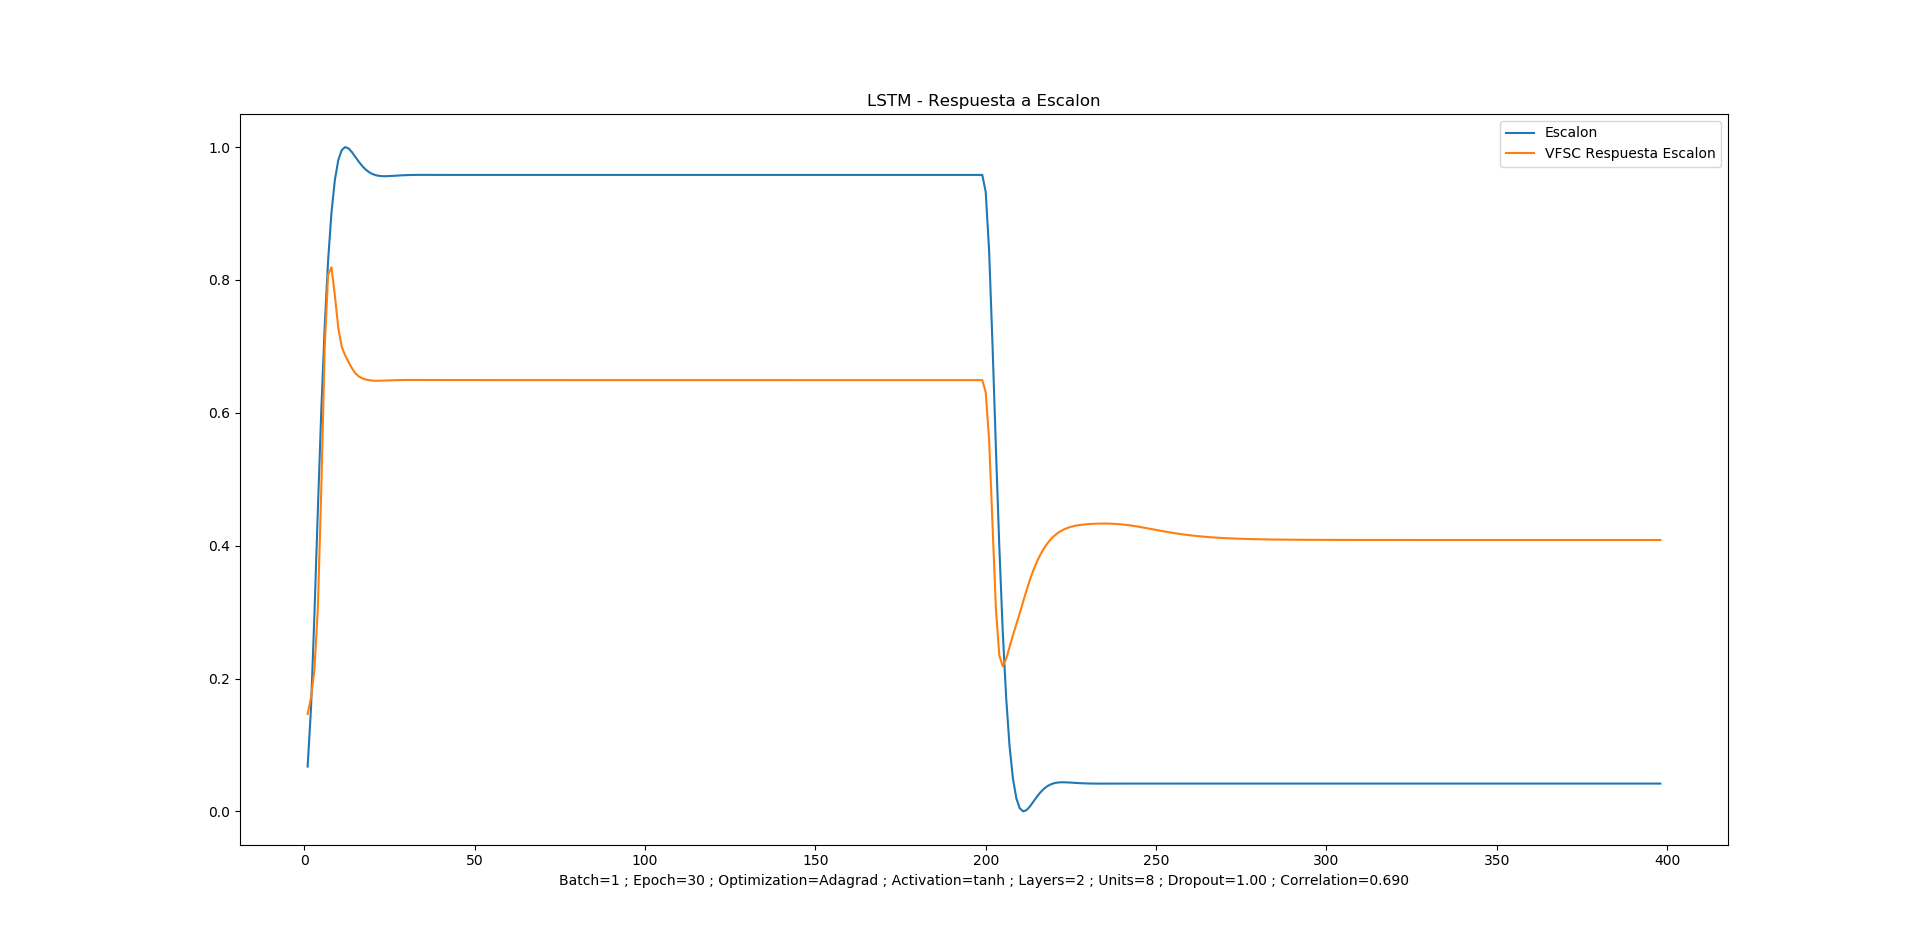 LSTM - Respuesta a Escalon
Escalon
VFSC Respuesta Escalon
1.0
0.8
0.6
0.4
0.2
0.0
0 50 100 150 200 250 300 350 400
Batch=1 ; Epoch=30 ; Optimization=Adagrad ; Activation=tanh ; Layers=2 ; Units=8 ; Dropout=1.00 ; Correlation=0.690